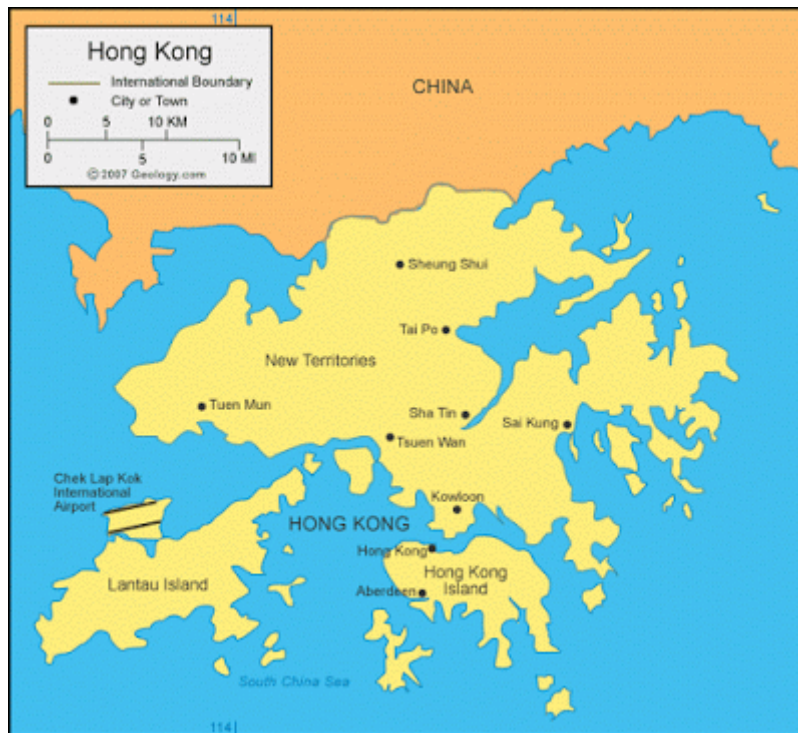 114
Hong Kong
International Boundary
City or Town
0 5 10 KM
0 5 10 MI
©2007 Geology.com
CHINA
Sheung Shui
Tai Po
New Territories
Tuen Mun
Sha Tin
Sai Kung
Tsuen Wan
Chek Lap Kok
International
Airport
Kowloon
HONG KONG
Hong Kong
Hong Kong
Island
Lantau Island
Aberdeen
South China Sea
114